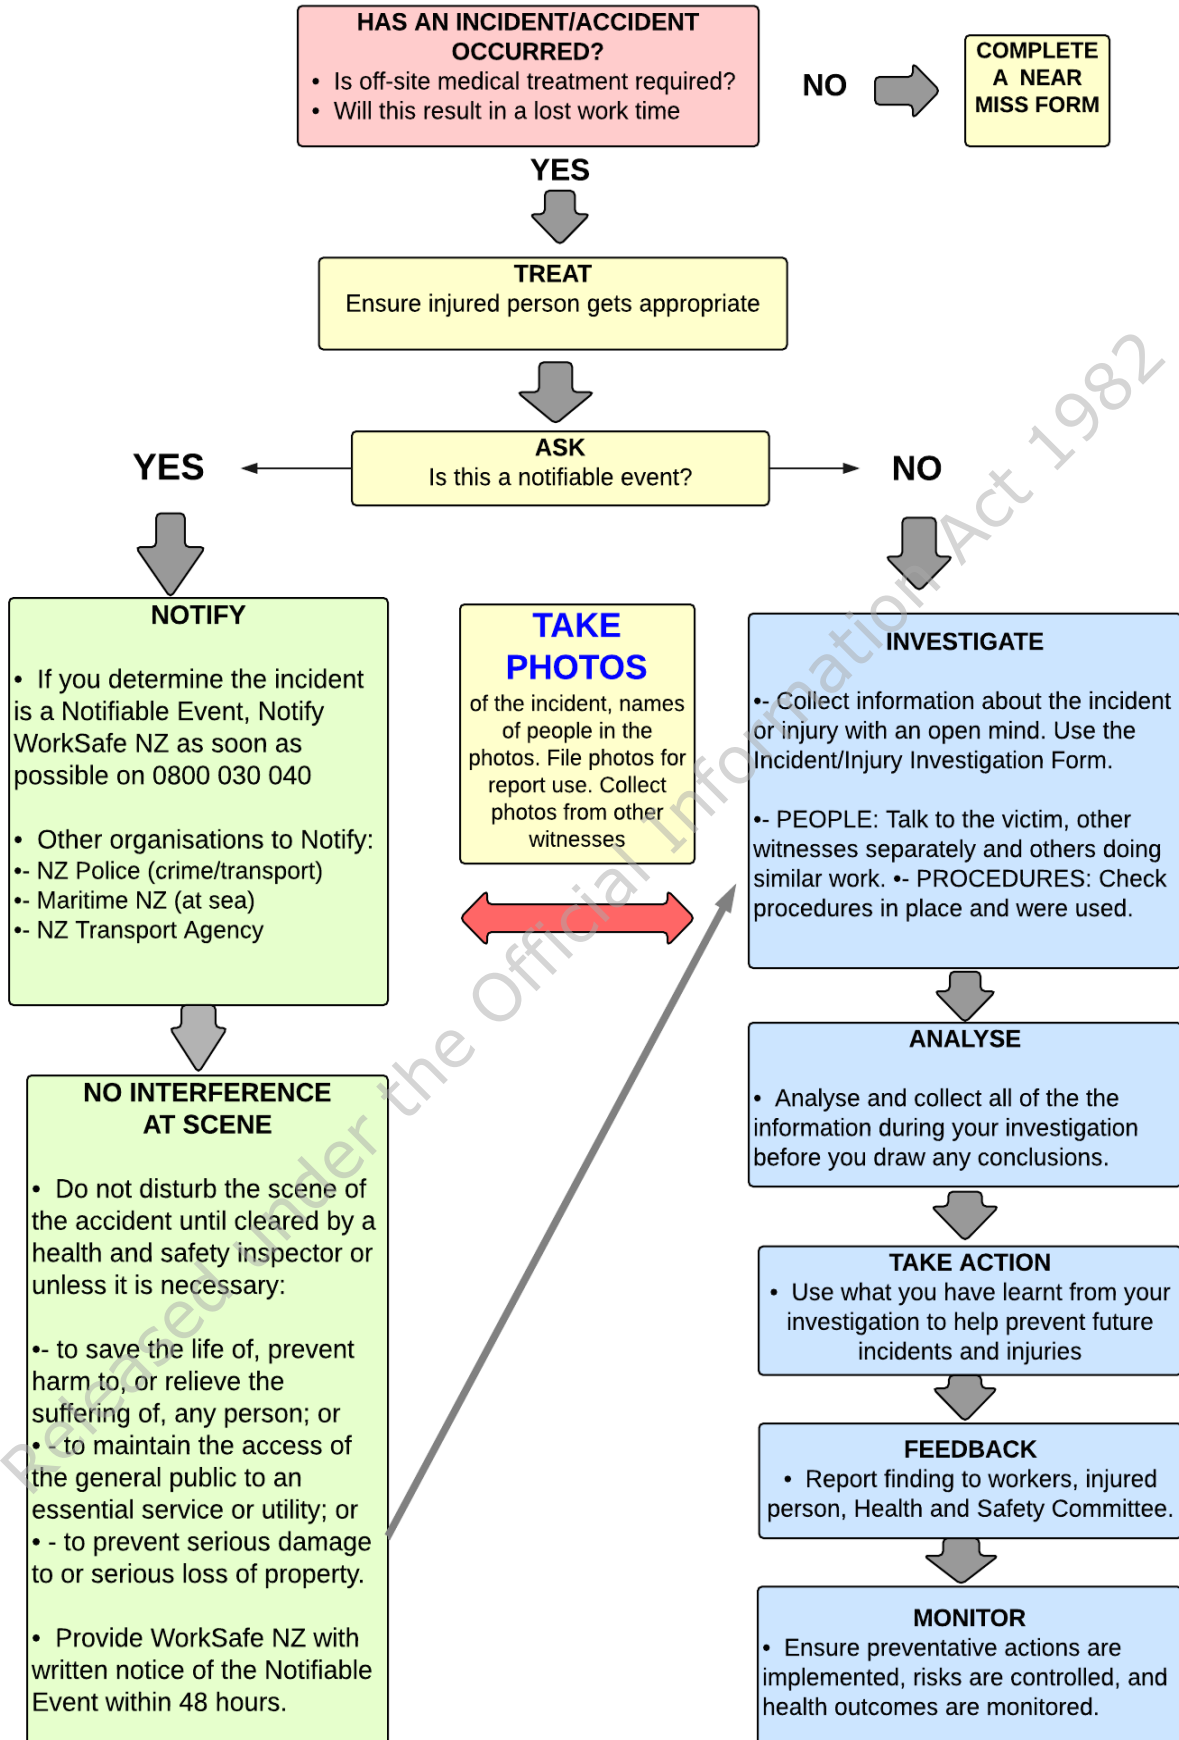 HAS AN INCIDENT/ACCIDENT
OCCURRED?
• Is off-site medical treatment required?
• Will this result in a lost work time
NO
COMPLETE
A NEAR
MISS FORM
YES
TREAT
Ensure injured person gets appropriate
ASK
Is this a notifiable event?
YES
NO
NOTIFY
• If you determine the incident
is a Notifiable Event, Notify
WorkSafe NZ as soon as
possible on 0800 030 040
• Other organisations to Notify:
•- NZ Police (crime/transport)
•- Maritime NZ (at sea)
•- NZ Transport Agency
TAKE
PHOTOS
of the incident, names
of people in the
photos. File photos for
report use. Collect
photos from other
witnesses
INVESTIGATE
•- Collect information about the incident
or injury with an open mind. Use the
Incident/Injury Investigation Form.
•- PEOPLE: Talk to the victim, other
witnesses separately and others doing
similar work. •- PROCEDURES: Check
procedures in place and were used.
NO INTERFERENCE
AT SCENE
• Do not disturb the scene of
the accident until cleared by a
health and safety inspector or
unless it is necessary:
•- to save the life of, prevent
harm to, or relieve the
suffering of, any person; or
• - to maintain the access of
the general public to an
essential service or utility; or
• - to prevent serious damage
to or serious loss of property.
• Provide WorkSafe NZ with
written notice of the Notifiable
Event within 48 hours.
ANALYSE
• Analyse and collect all of the the
information during your investigation
before you draw any conclusions.
TAKE ACTION
• Use what you have learnt from your
investigation to help prevent future
incidents and injuries
FEEDBACK
• Report finding to workers, injured
person, Health and Safety Committee.
MONITOR
• Ensure preventative actions are
implemented, risks are controlled, and
health outcomes are monitored.
Released under the Official Information Act 1982